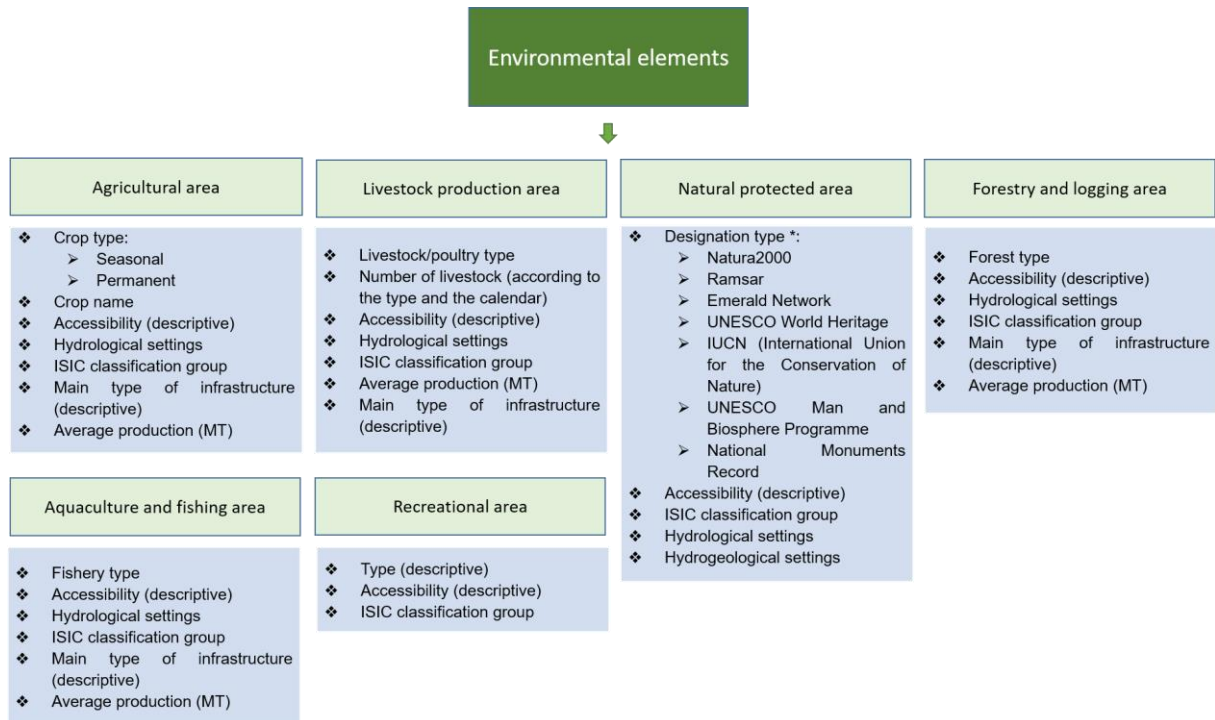 Environmental elements
Agricultural area
❖ Crop type:
➢ Seasonal
➢ Permanent
❖ Crop name
❖ Accessibility (descriptive)
❖ Hydrological settings
❖ ISIC classification group
❖ Main type of infrastructure
(descriptive)
❖ Average production (MT)
Livestock production area
❖ Livestock/poultry type
❖ Number of livestock (according to
the type and the calendar)
❖ Accessibility (descriptive)
❖ Hydrological settings
❖ ISIC classification group
❖ Average production (MT)
❖ Main type of infrastructure
(descriptive)
Natural protected area
❖ Designation type *:
➢ Natura2000
➢ Ramsar
➢ Emerald Network
➢ UNESCO World Heritage
➢ IUCN (International Union
for the Conservation of
Nature)
➢ UNESCO Man and
Biosphere Programme
➢ National Monuments
Record
❖ Accessibility (descriptive)
❖ ISIC classification group
❖ Hydrological settings
❖ Hydrogeological settings
Forestry and logging area
❖ Forest type
❖ Accessibility (descriptive)
❖ Hydrological settings
❖ ISIC classification group
❖ Main type of infrastructure
(descriptive)
❖ Average production (MT)
Aquaculture and fishing area
❖ Fishery type
❖ Accessibility (descriptive)
❖ Hydrological settings
❖ ISIC classification group
❖ Main type of infrastructure
(descriptive)
❖ Average production (MT)
Recreational area
❖ Type (descriptive)
❖ Accessibility (descriptive)
❖ ISIC classification group